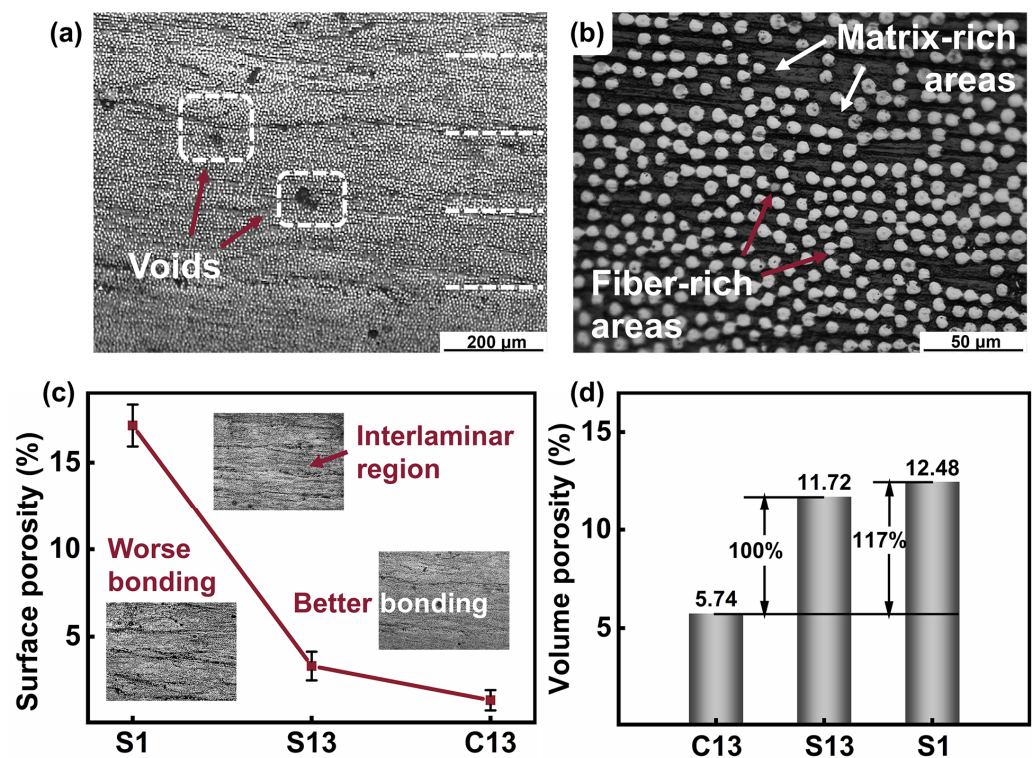 (a)
Voids
200 μm
(b)
Matrix-rich
areas
Fiber-rich
areas
50 μm
(c)
Surface porosity (%)
15
10
5
Interlaminar
region
Worse
bonding
Better bonding
S1
S13
C13
(d)
Volume porosity (%)
15
10
5
5.74
100%
11.72
117%
12.48
C13
S13
S1